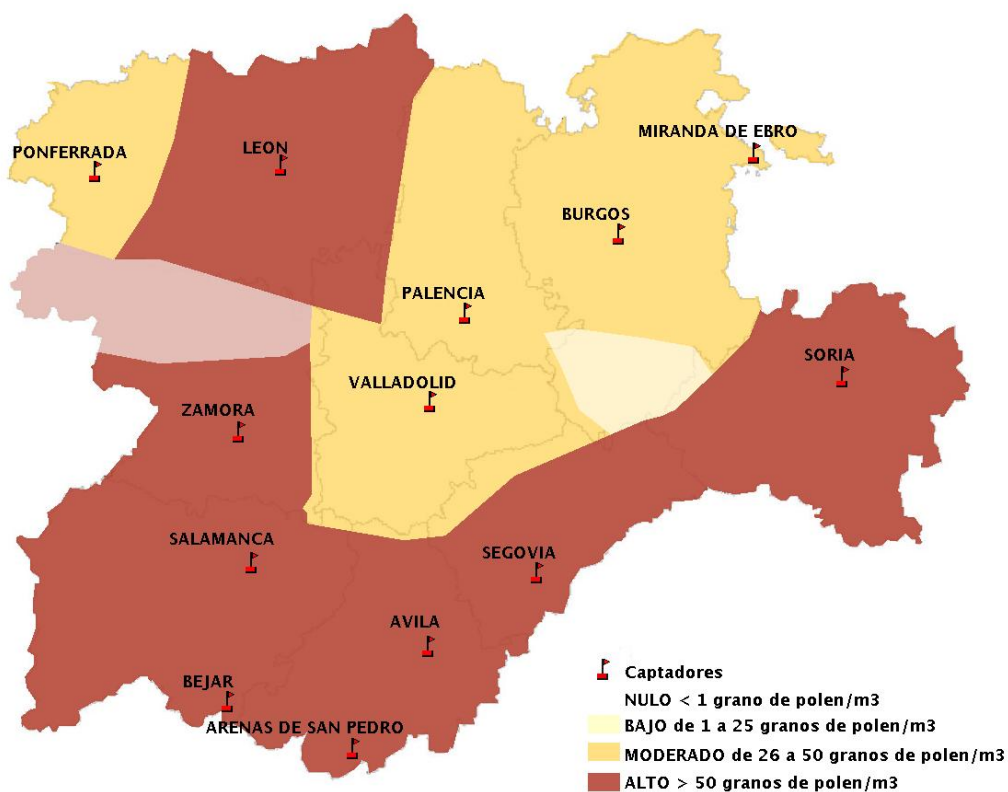 MIRANDA DE EBRO
PONFERRADA
LEON
BURGOS
PALENCIA
SORIA
VALLADOLID
ZAMORA
SALAMANCA
SEGOVIA
AVILA
BEJAR
ARENAS DE SAN PEDRO
Captadores
NULO < 1 grano de polen/m3
BAJO de 1 a 25 granos de polen/m3
MODERADO de 26 a 50 granos de polen/m3
ALTO > 50 granos de polen/m3